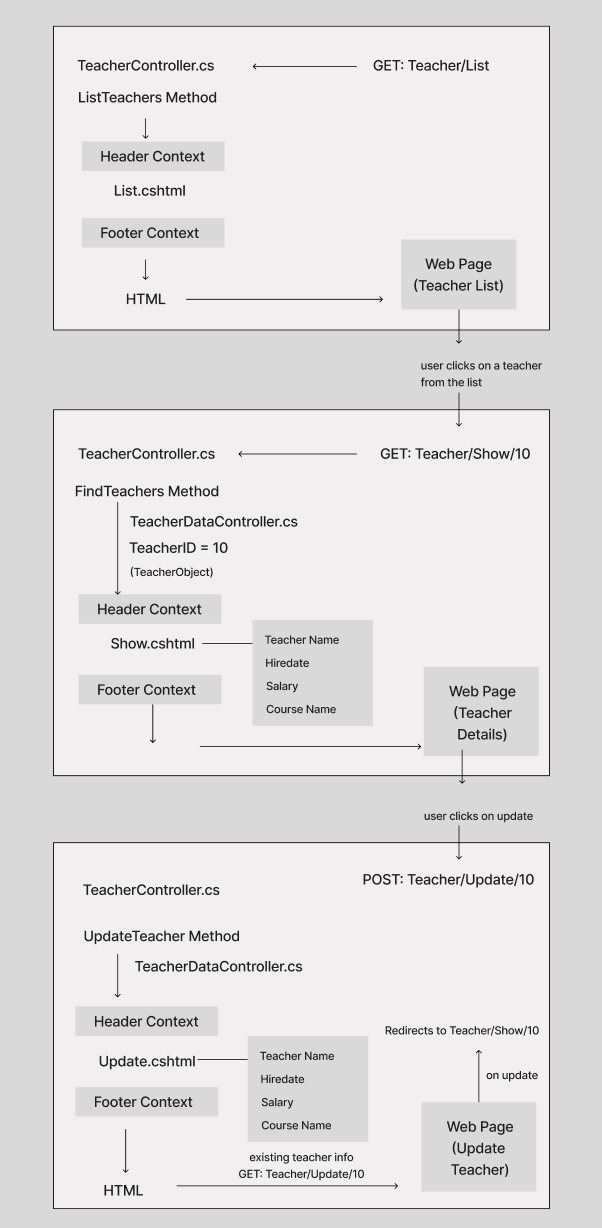 TeacherController.cs
GET: Teacher/List
ListTeachers Method
Header Context
List.cshtml
Footer Context
HTML
Web Page
(Teacher List)
user clicks on a teacher
from the list
TeacherController.cs
GET: Teacher/Show/10
FindTeachers Method
TeacherDataController.cs
TeacherID = 10
(TeacherObject)
Header Context
Show.cshtml
Teacher Name
Hiredate
Salary
Course Name
Footer Context
Web Page
(Teacher
Details)
user clicks on update
POST: Teacher/Update/10
TeacherController.cs
UpdateTeacher Method
TeacherDataController.cs
Header Context
Update.cshtml
Teacher Name
Hiredate
Salary
Course Name
Footer Context
HTML
existing teacher info
GET: Teacher/Update/10
Redirects to Teacher/Show/10
on update
Web Page
(Update
Teacher)